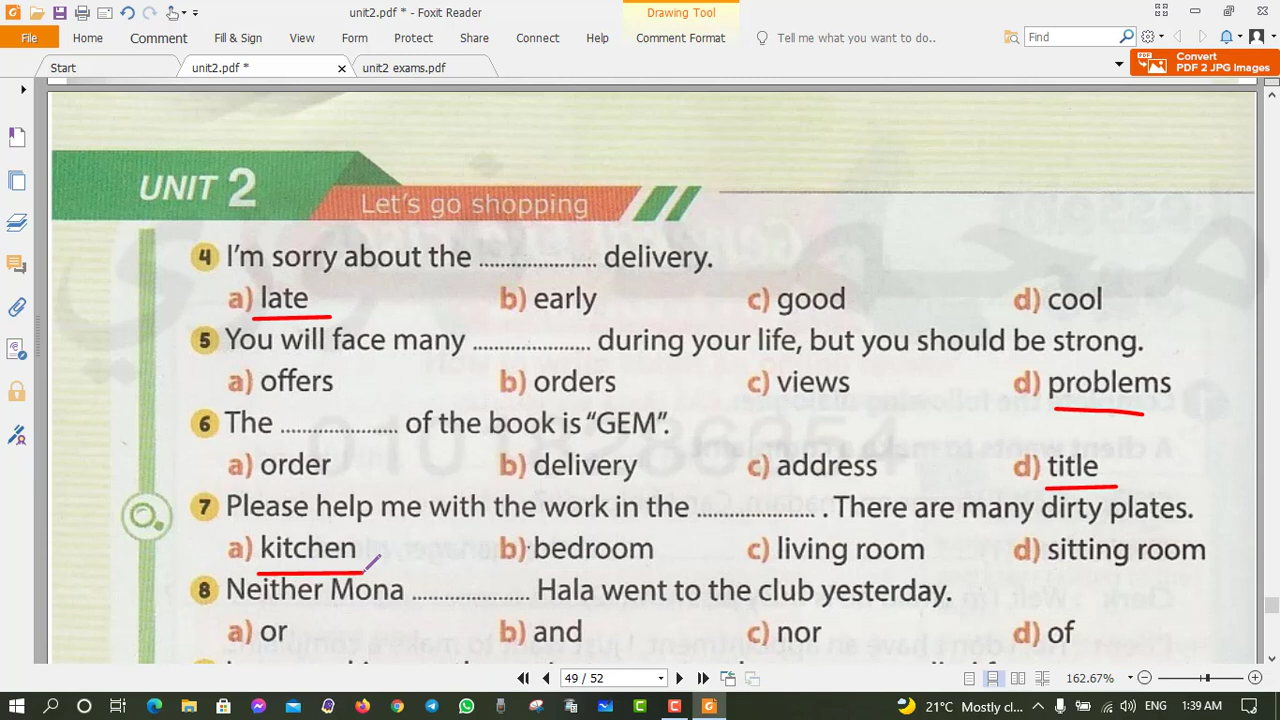 unit2.pdf * - Foxit Reader
Drawing Tool
File Home Comment Fill & Sign View Form Protect Share Connect Help Comment Format Tell me what you want to do.. Find
Start unit2.pdf * unit2 exams.pdf
Convert
PDF 2 JPG Images
UNIT 2
Let's go shopping
4 I'm sorry about the ...................... delivery.
a) late b) early c) good d) cool
5 You will face many ...................... during your life, but you should be strong.
a) offers b) orders c) views d) problems
6 The ...................... of the book is “GEM”.
a) order b) delivery c) address d) title
7 Please help me with the work in the ...................... . There are many dirty plates.
a) kitchen b) bedroom c) living room d) sitting room
8 Neither Mona ...................... Hala went to the club yesterday.
a) or b) and c) nor d) of
49 / 52 162.67%
21°C Mostly cl... ENG 1:39 AM